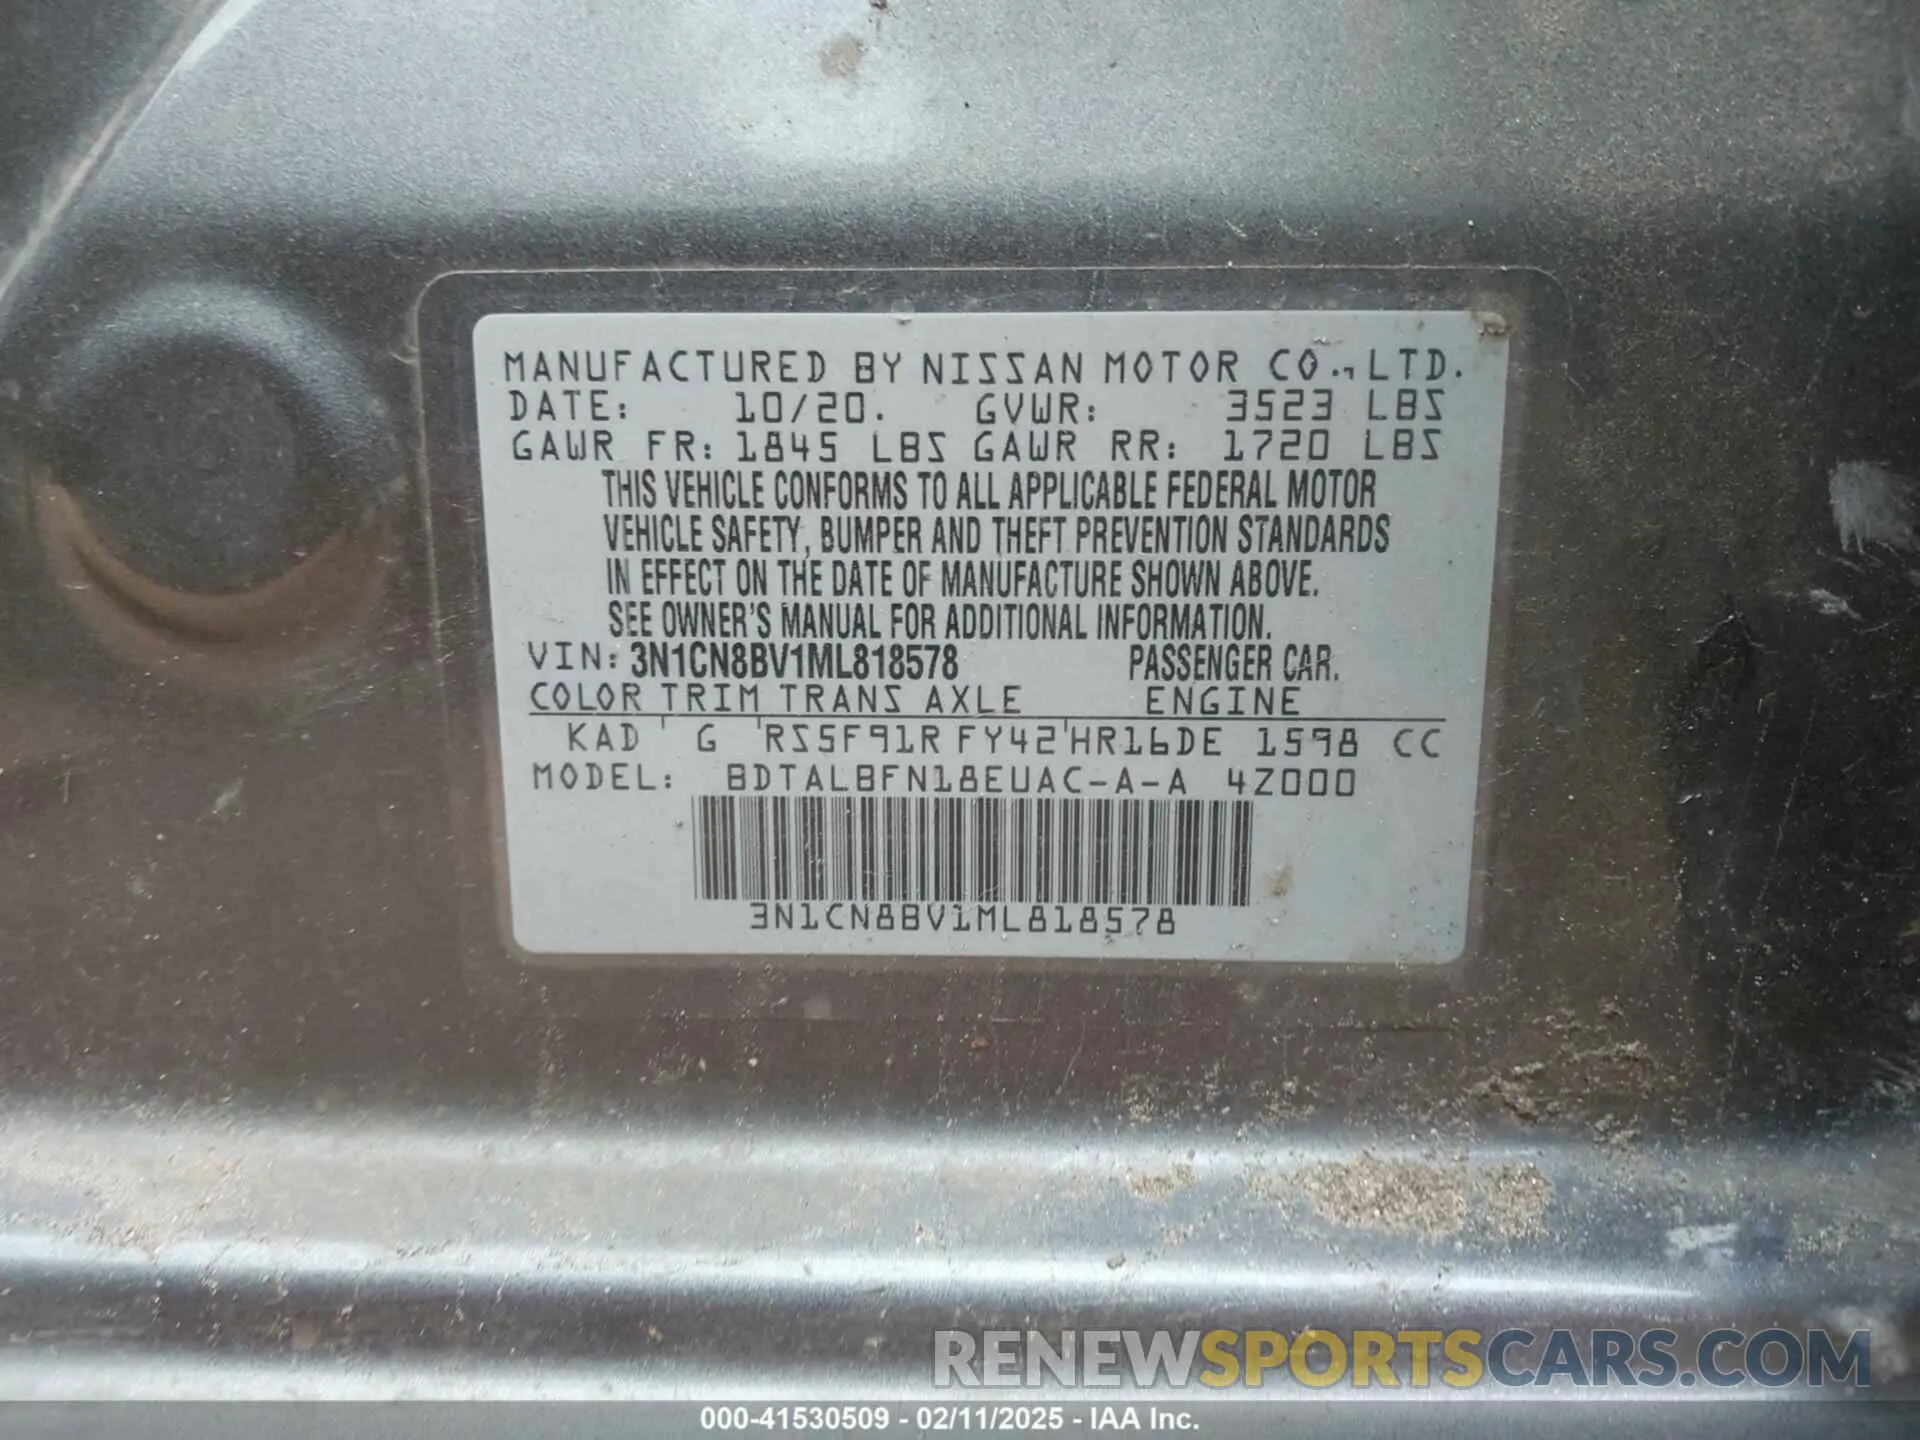 MANUFACTURED BY NISSAN MOTOR CO., LTD.
DATE: 10/20. GVWR: 3523 LBS
GAWR FR: 1845 LBS GAWR RR: 1720 LBS
THIS VEHICLE CONFORMS TO ALL APPLICABLE FEDERAL MOTOR
VEHICLE SAFETY, BUMPER AND THEFT PREVENTION STANDARDS
IN EFFECT ON THE DATE OF MANUFACTURE SHOWN ABOVE.
SEE OWNER'S MANUAL FOR ADDITIONAL INFORMATION.
VIN: 3N1CN8BV1ML818578 PASSENGER CAR.
COLOR TRIM TRANS AXLE ENGINE
KAD G RS5F91R FY42 HR16DE 1598 CC
MODEL: BDTALBFN18EUAC-A-A 4Z000
3N1CN8BV1ML818578
RENEWSPORTSCARS.COM
000-41530509 - 02/11/2025 - IAA Inc.